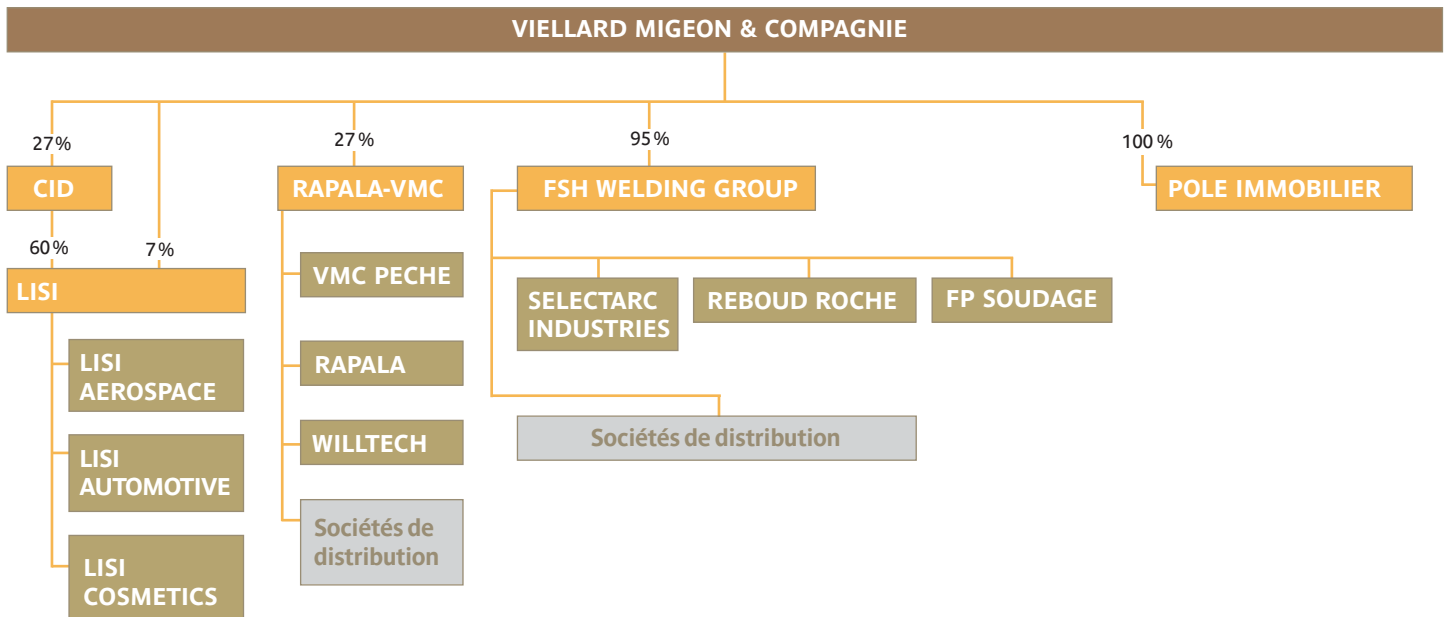 VIELLARD MIGEON & COMPAGNIE
27%
27%
95%
100%
CID
RAPALA-VMC
FSH WELDING GROUP
POLE IMMOBILIER
60%
7%
LISI
LISI
AEROSPACE
LISI
AUTOMOTIVE
LISI
COSMETICS
VMC PECHE
RAPALA
WILLTECH
Sociétés de
distribution
SELECTARC
INDUSTRIES
REBOUD ROCHE
FP SOUDAGE
Sociétés de distribution